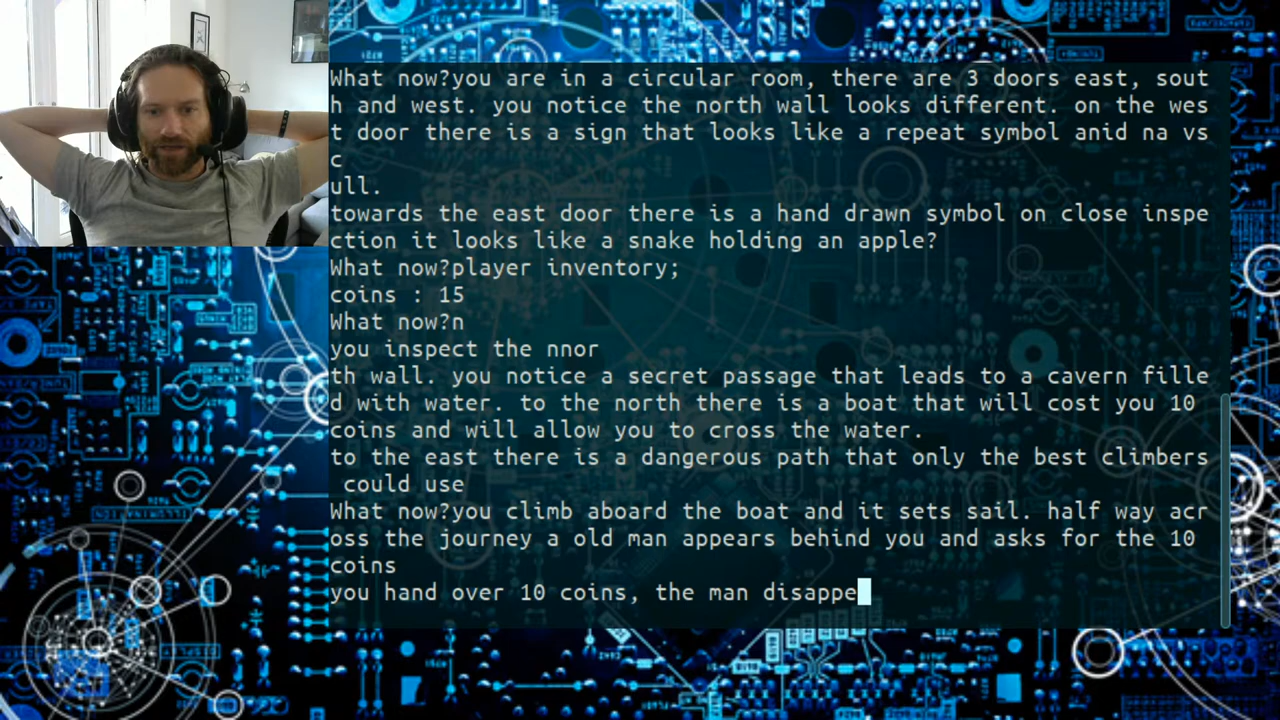 What now?you are in a circular room, there are 3 doors east, sout
h and west. you notice the north wall looks different. on the wes
t door there is a sign that looks like a repeat symbol anid na vs
c
ull.
towards the east door there is a hand drawn symbol on close inspe
ction it looks like a snake holding an apple?
What now?player inventory;
coins : 15
What now?n
you inspect the nnor
th wall. you notice a secret passage that leads to a cavern fille
d with water. to the north there is a boat that will cost you 10
coins and will allow you to cross the water.
to the east there is a dangerous path that only the best climbers
 could use
What now?you climb aboard the boat and it sets sail. half way acr
oss the journey a old man appears behind you and asks for the 10
coins
you hand over 10 coins, the man disappe